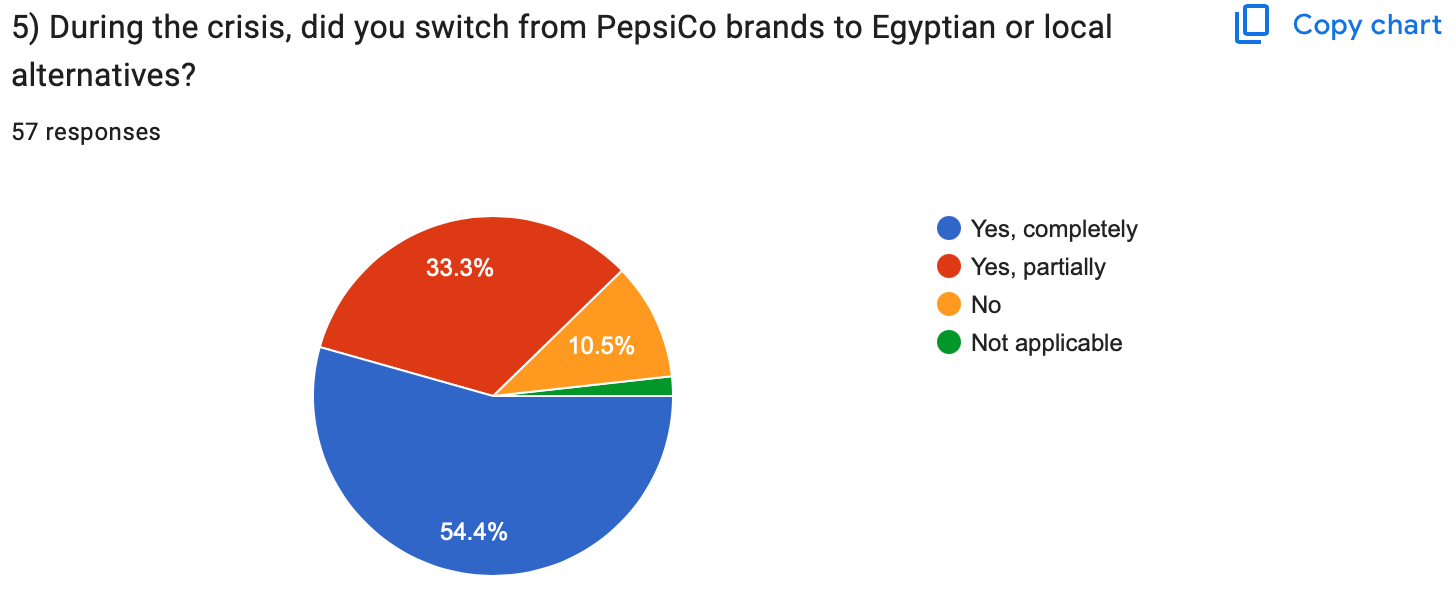 5) During the crisis, did you switch from PepsiCo brands to Egyptian or local
alternatives?
Copy chart
57 responses
33.3%
10.5%
54.4%
Yes, completely
Yes, partially
No
Not applicable